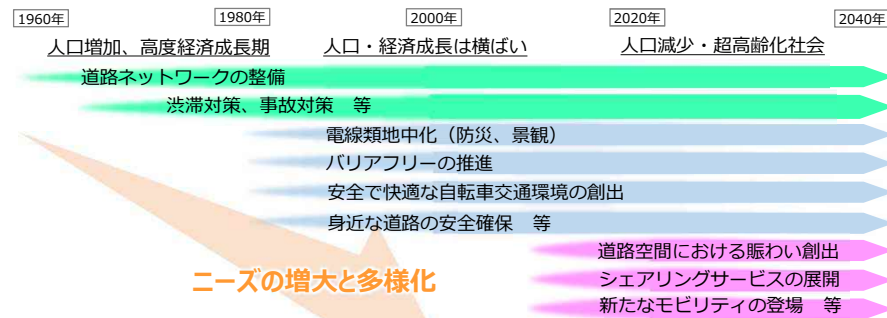 1960年 1980年 2000年 2020年 2040年
人口増加、高度経済成長期 人口・経済成長は横ばい 人口減少・超高齢化社会
道路ネットワークの整備
渋滞対策、事故対策　等
電線類地中化（防災、景観）
バリアフリーの推進
安全で快適な自転車交通環境の創出
身近な道路の安全確保　等
道路空間における賑わい創出
シェアリングサービスの展開
新たなモビリティの登場　等
ニーズの増大と多様化